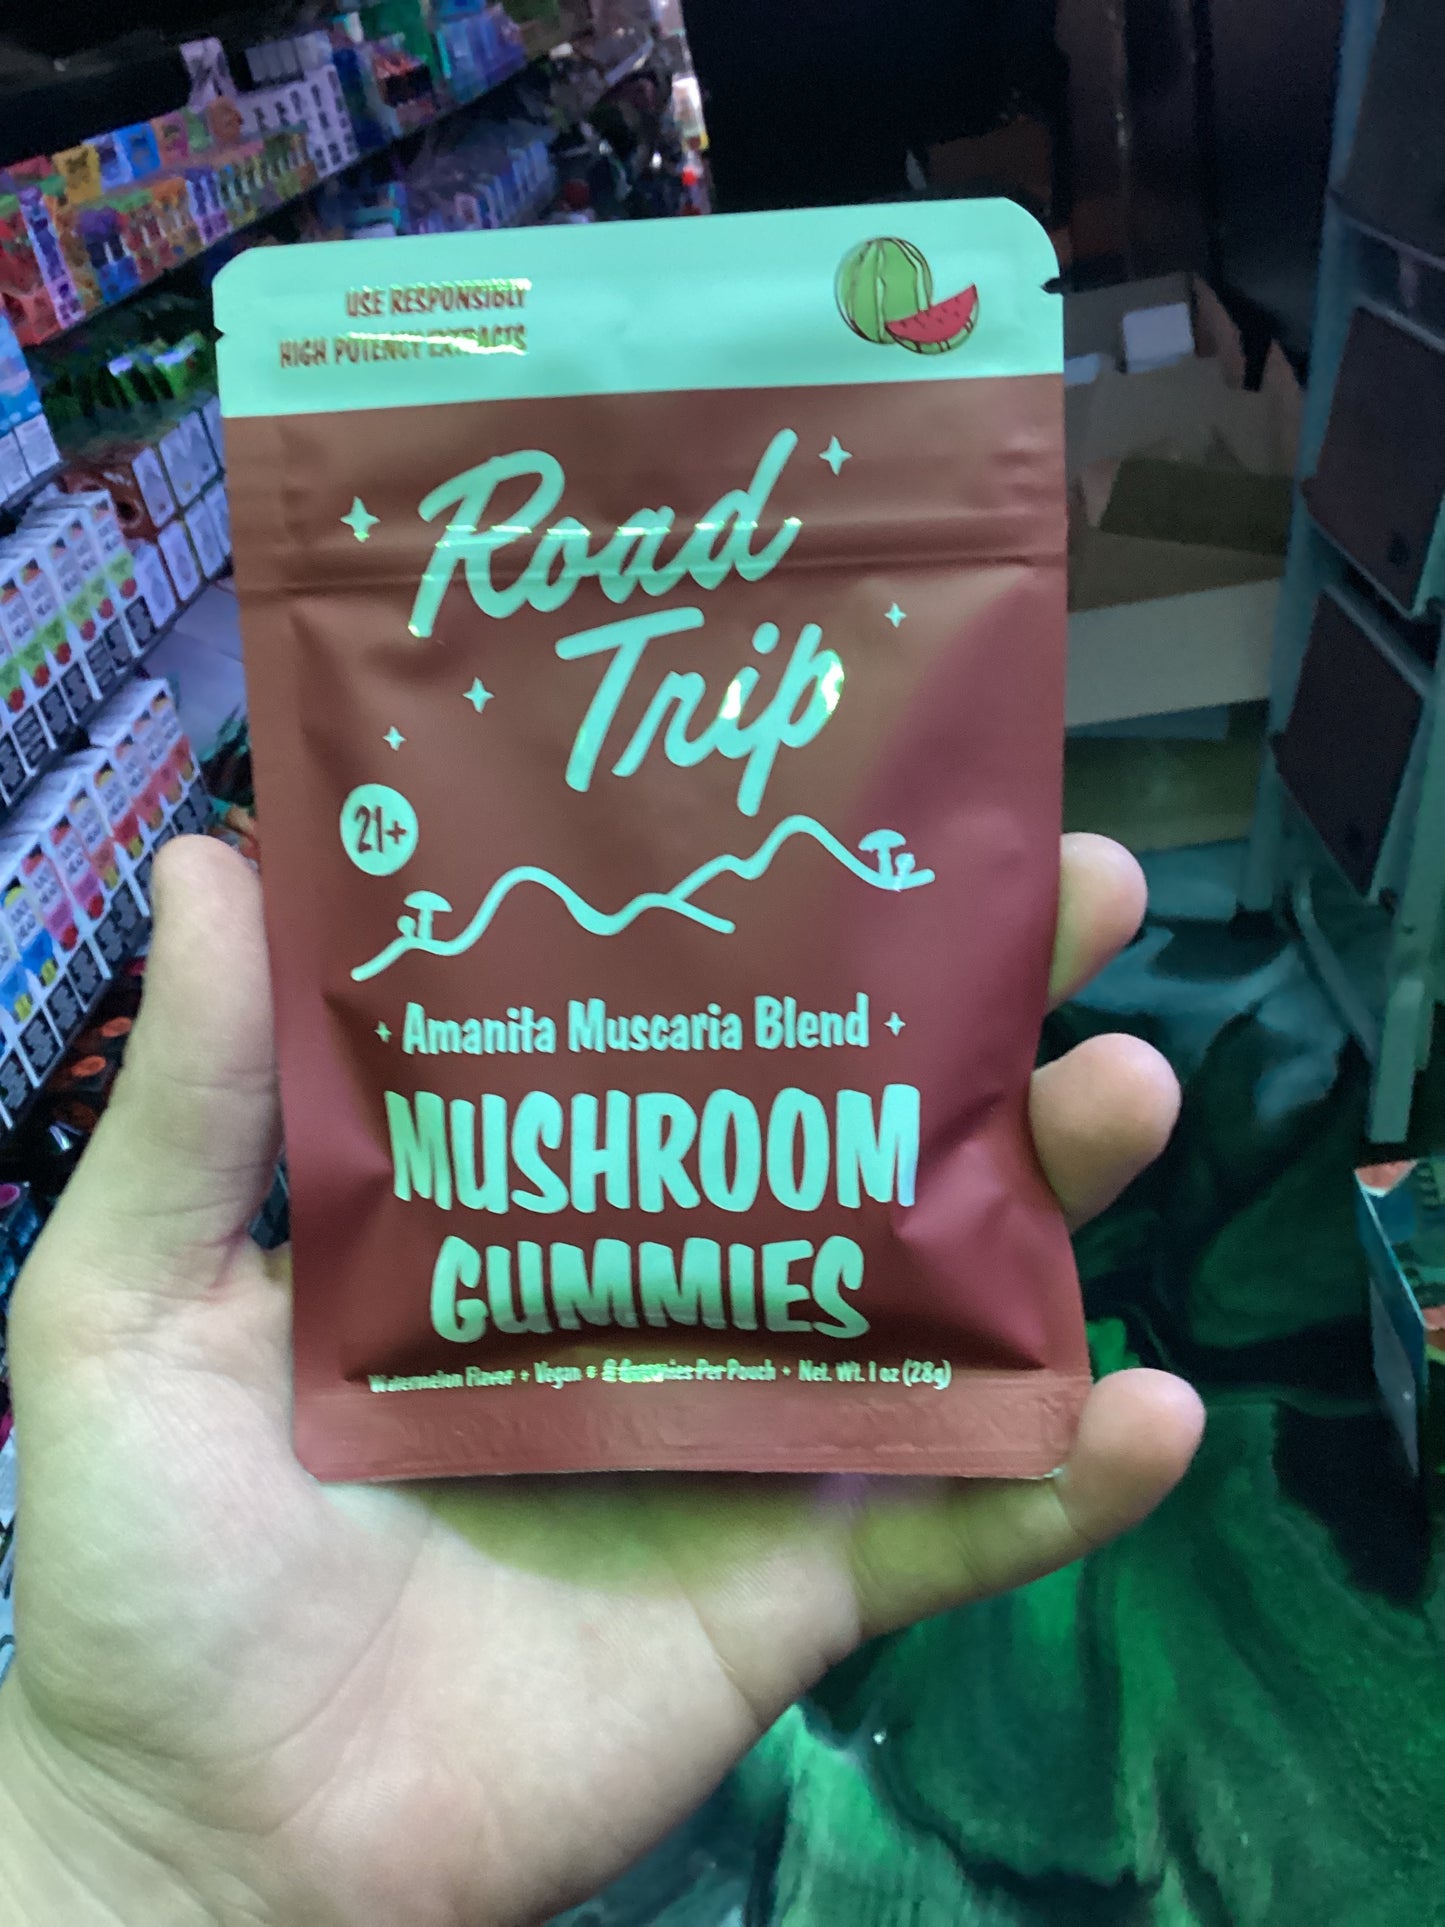 USE RESPONSIBLY
HIGH POTENCY EXTRACTS
Road
Trip
21+
Amanita Muscaria Blend
MUSHROOM
GUMMIES
Watermelon Flavor + Vegan + Gummies Per Pouch + Net. Wt. 1 oz (28g)